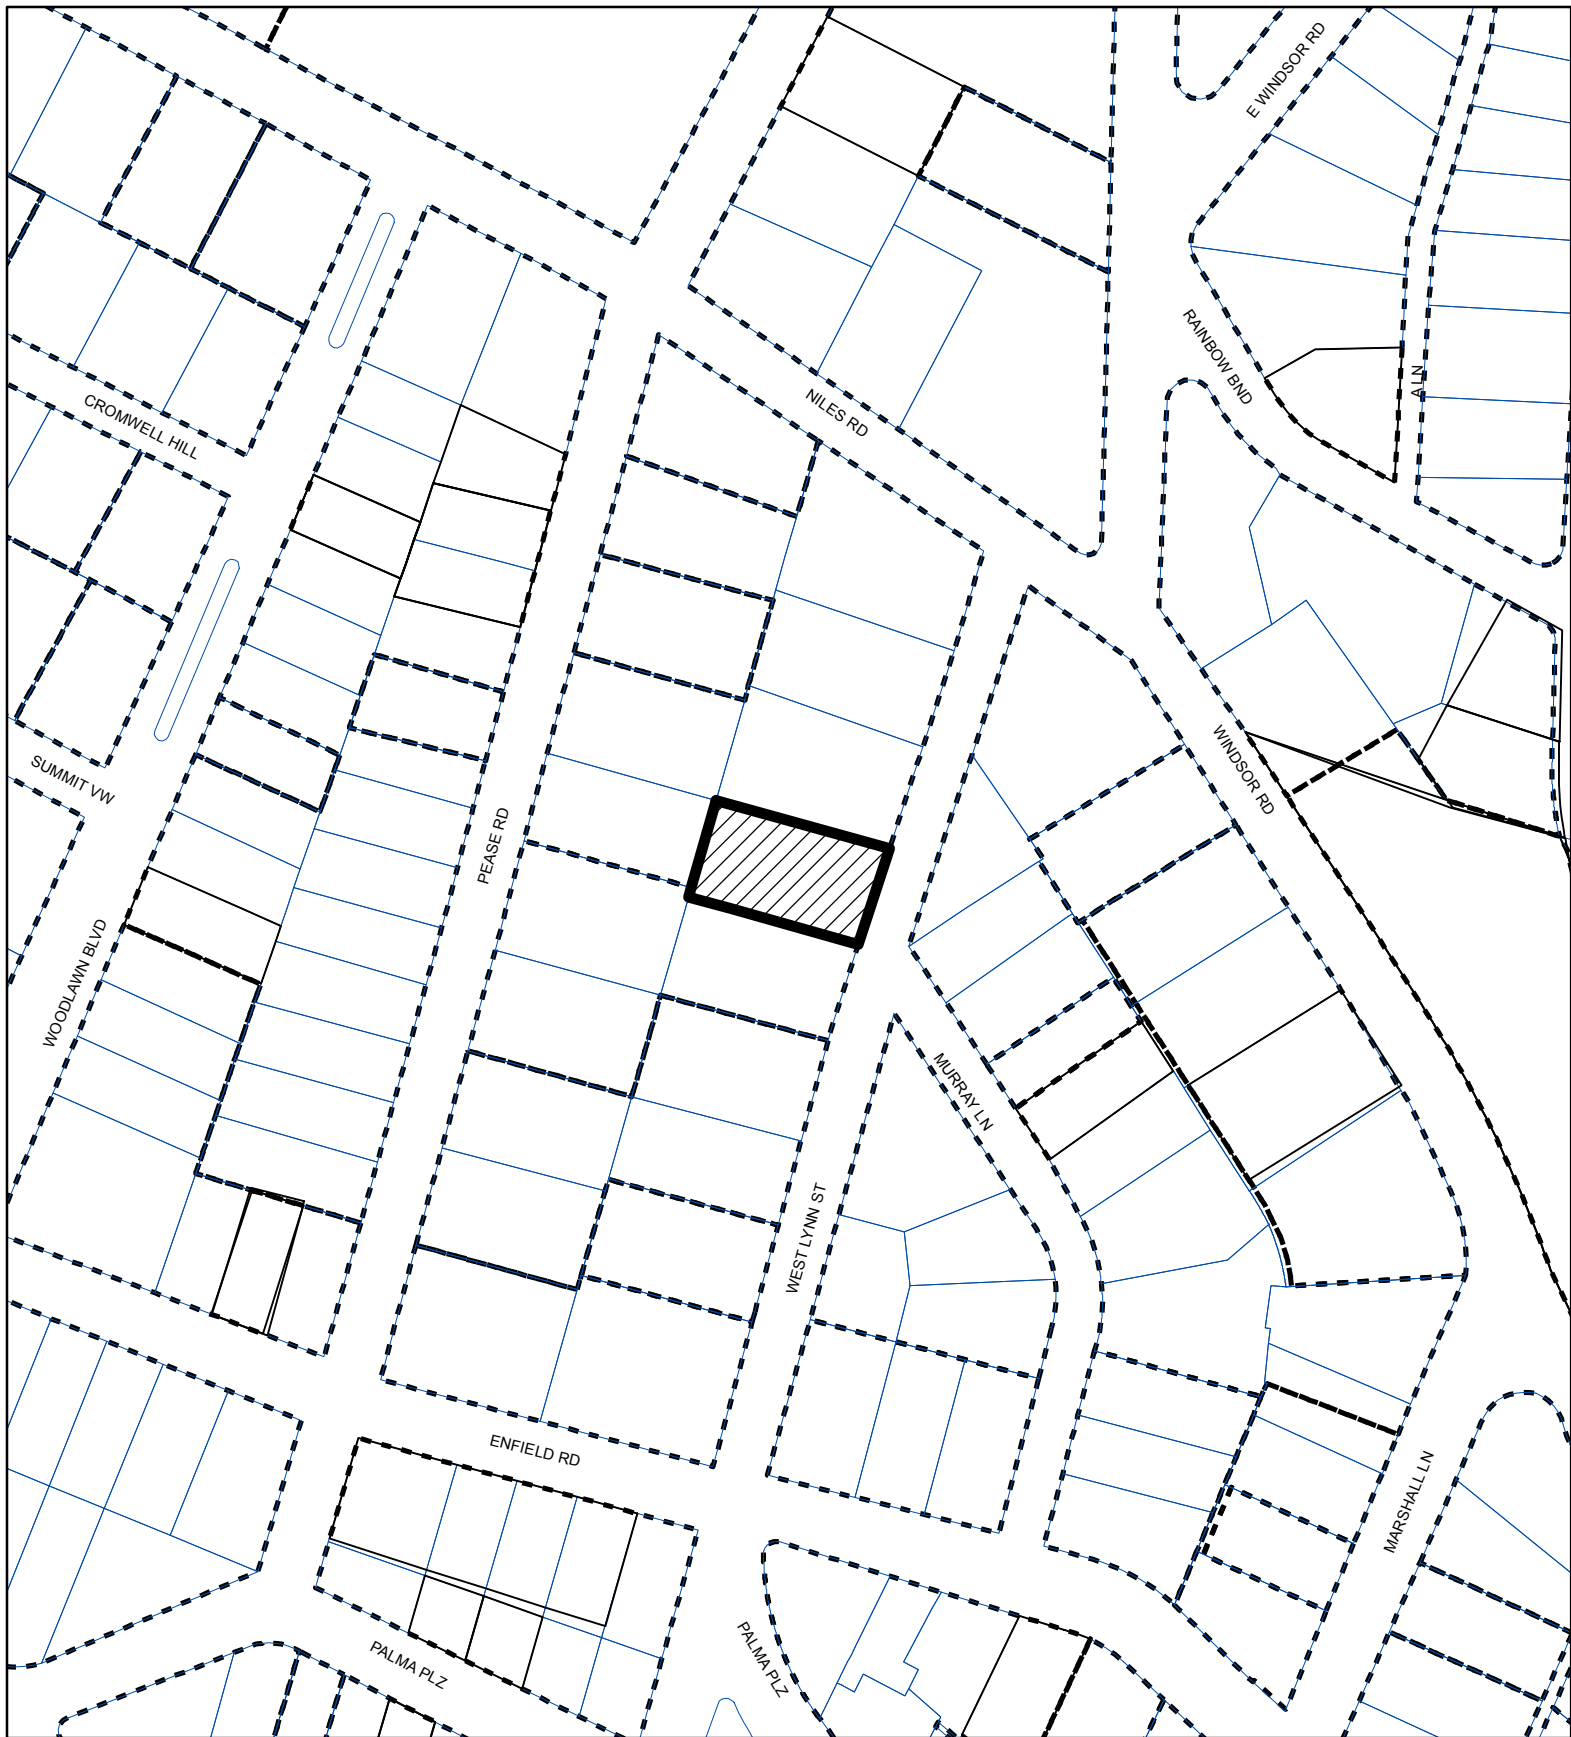 E WINDSOR RD
RAINBOW BND
A LN
NILES RD
CROMWELL HILL
WINDSOR RD
SUMMIT VW
PEASE RD
WOODLAWN BLVD
MURRAY LN
WEST LYNN ST
ENFIELD RD
MARSHALL LN
PALMA PLZ
PALMA PLZ